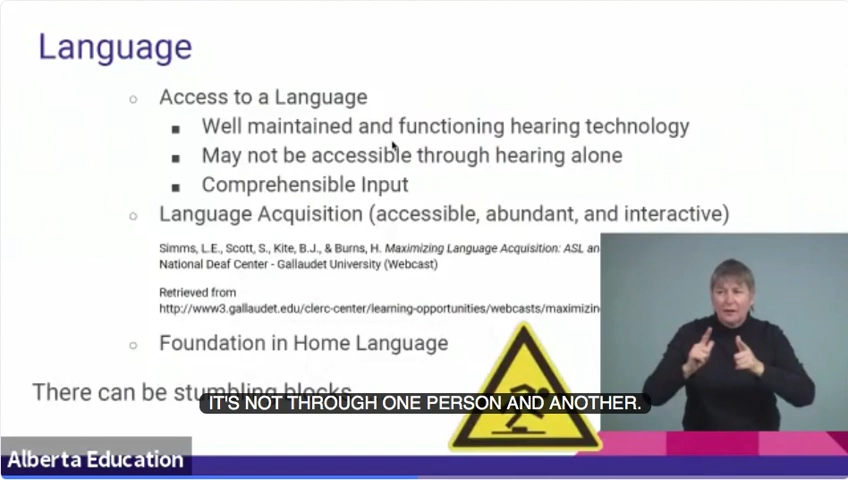 Language
Access to a Language
Well maintained and functioning hearing technology
May not be accessible through hearing alone
Comprehensible Input
Language Acquisition (accessible, abundant, and interactive)
Simms, L.E., Scott, S., Kite, B.J., & Burns, H. Maximizing Language Acquisition: ASL an
National Deaf Center - Gallaudet University (Webcast)
Retrieved from
http://www3.gallaudet.edu/clerc-center/learning-opportunities/webcasts/maximizin
Foundation in Home Language
There can be stumbling blocks
IT'S NOT THROUGH ONE PERSON AND ANOTHER.
Alberta Education